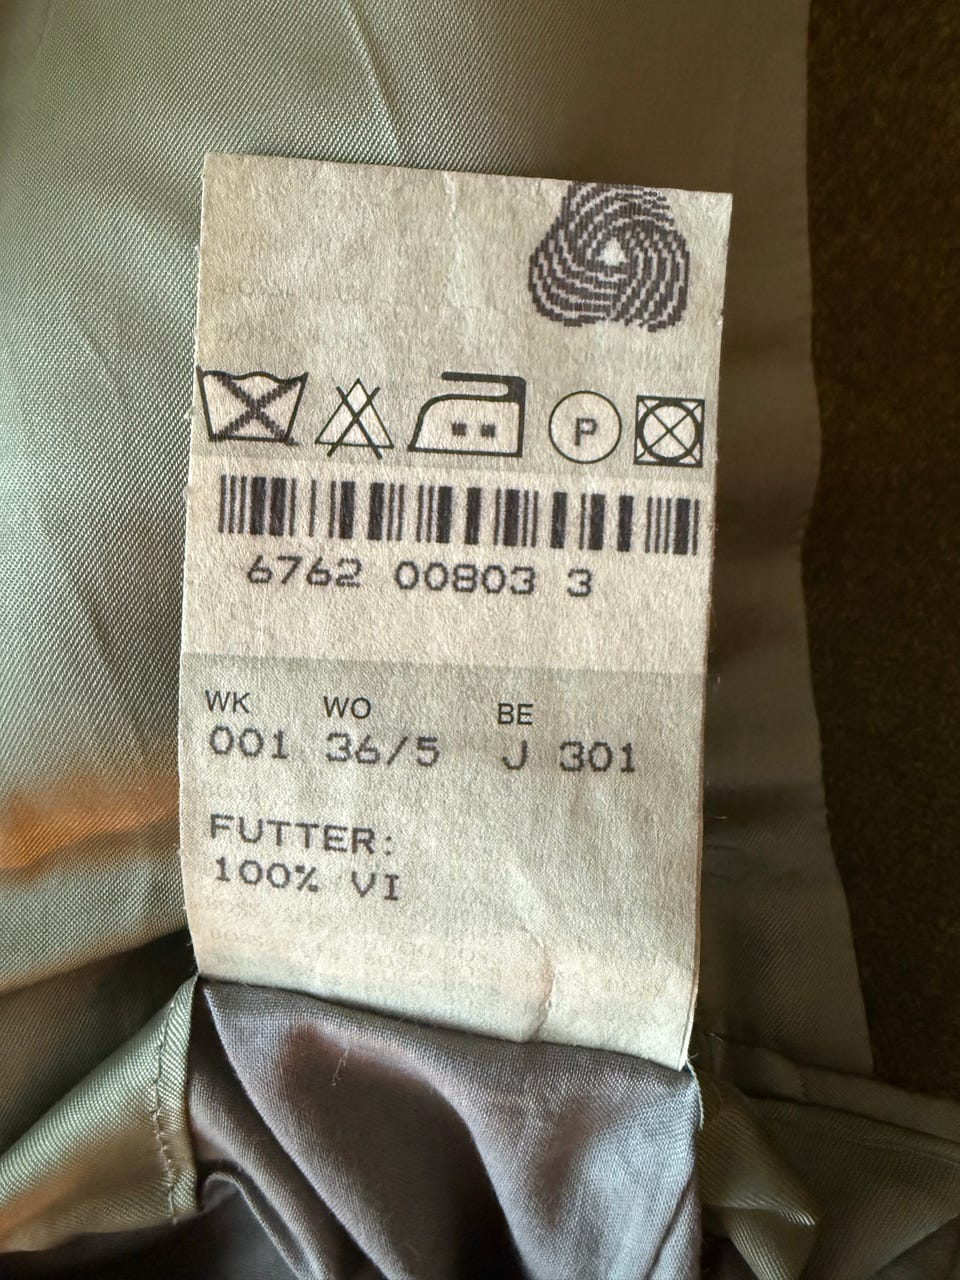 P
6762 00803 3
WK WO BE
001 36/5 J 301
FUTTER:
100% VI